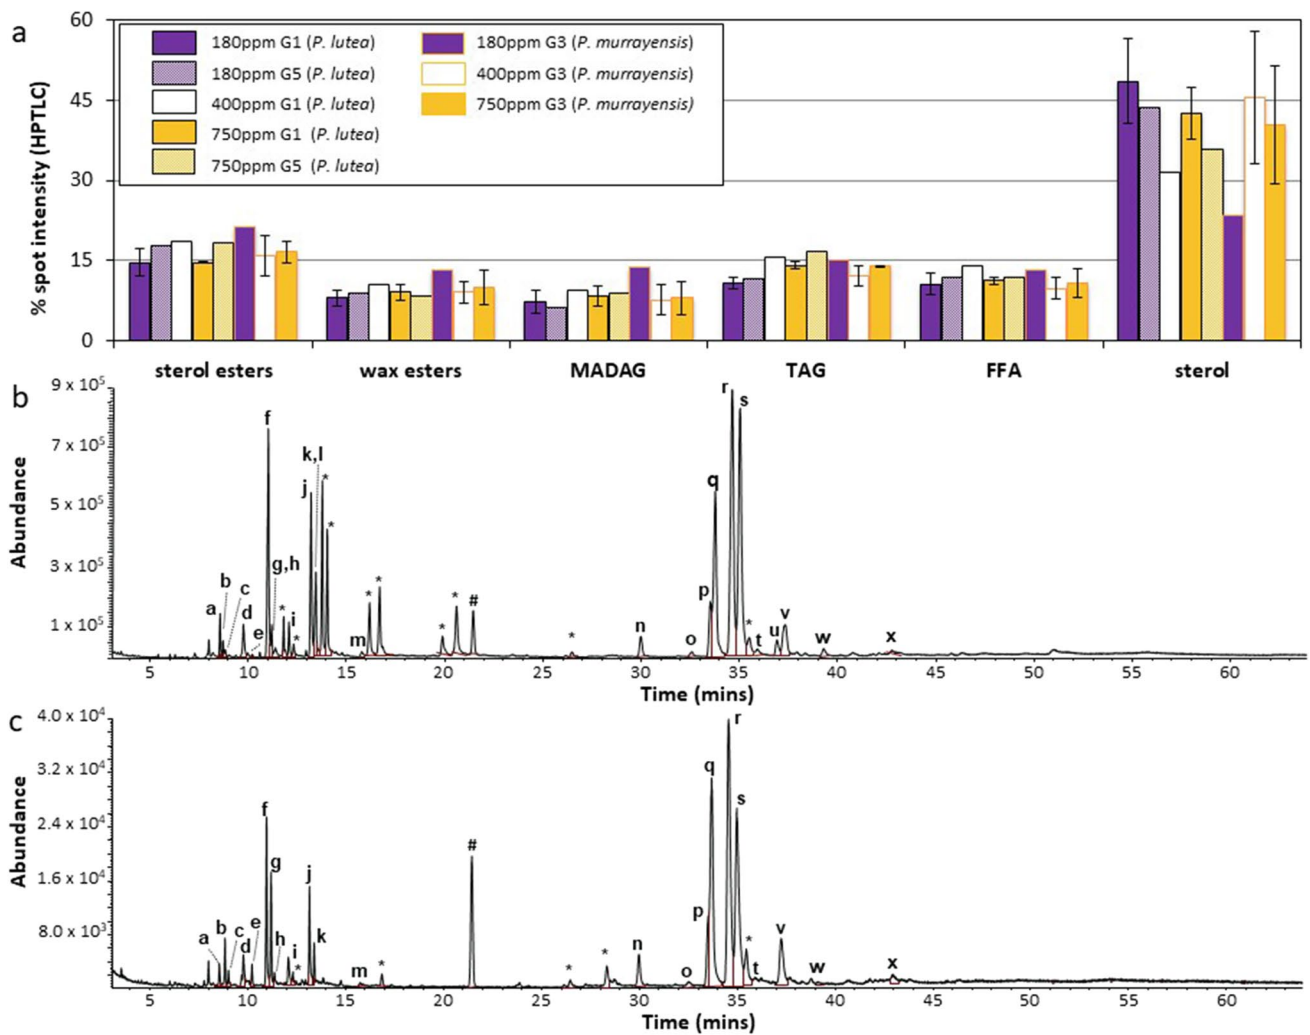 a
% spot intensity (HPTLC)
60
45
30
15
0
180ppm G1 (P. lutea)
180ppm G5 (P. lutea)
400ppm G1 (P. lutea)
750ppm G1 (P. lutea)
750ppm G5 (P. lutea)
180ppm G3 (P. murrayensis)
400ppm G3 (P. murrayensis)
750ppm G3 (P. murrayensis)
sterol esters wax esters MADAG TAG FFA sterol
b
Abundance
9 x 10⁵
7 x 10⁵
5 x 10⁵
3 x 10⁵
1 x 10⁵
a b c d e f g,h * i * j k,l * * m * * * * # * n o p q r s * t u v w x
5 10 15 20 25 30 35 40 45 50 55 60
Time (mins)
c
Abundance
4.0 x 10⁴
3.2 x 10⁴
2.4 x 10⁴
1.6 x 10⁴
8.0 x 10³
a b c d e f g h i * j k m * # * * n o p q r s * t v w x
5 10 15 20 25 30 35 40 45 50 55 60
Time (mins)